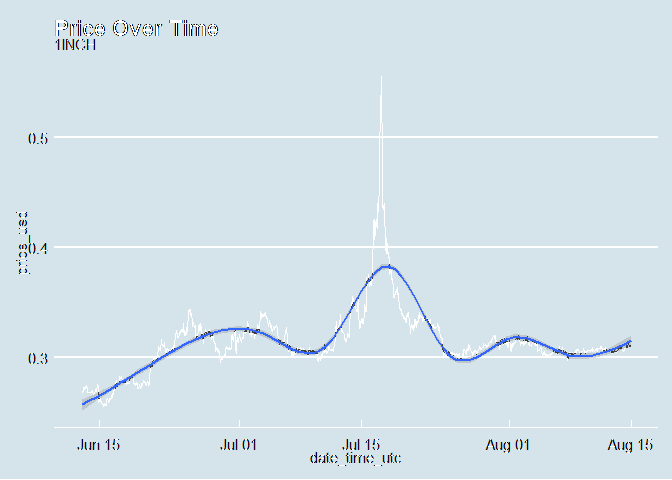 Price Over Time
1INCH
0.5
0.4
0.3
price_usd
Jun 15 Jul 01 Jul 15 Aug 01 Aug 15
date_time_utc